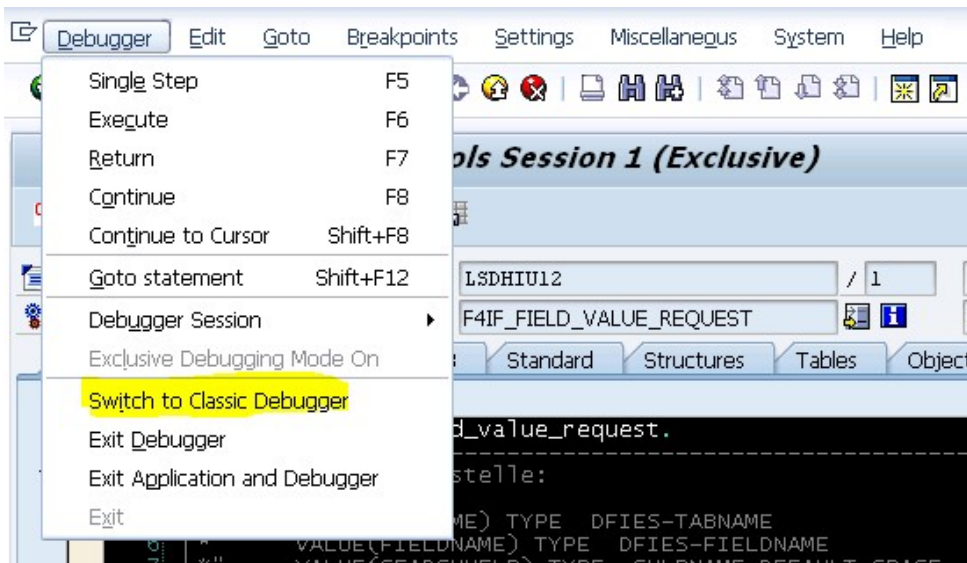 Debugger Edit Goto Breakpoints Settings Miscellaneous System Help
Single Step F5
Execute F6
Return F7
Continue F8
Continue to Cursor Shift+F8
Goto statement Shift+F12
Debugger Session
Exclusive Debugging Mode On
Switch to Classic Debugger
Exit Debugger
Exit Application and Debugger
Exit
ols Session 1 (Exclusive)
LSDHIU12 / 1
F4IF_FIELD_VALUE_REQUEST
Standard Structures Tables Object
d_value_request.
stelle:
ME) TYPE DFIES-TABNAME
6 *" VALUE(FIELDNAME) TYPE DFIES-FIELDNAME